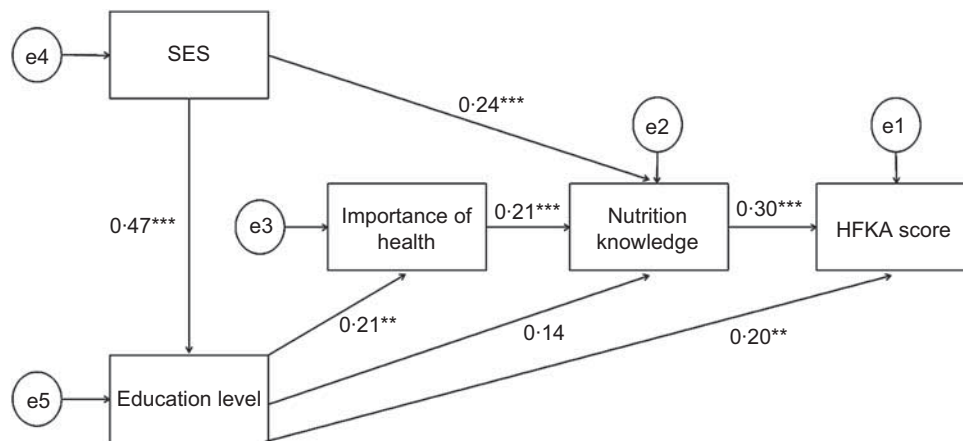 e4
SES
0·24***
e2
e1
0·47***
e3
Importance of
health
0·21***
Nutrition
knowledge
0·30***
HFKA score
0·21**
0·14
0·20**
e5
Education level